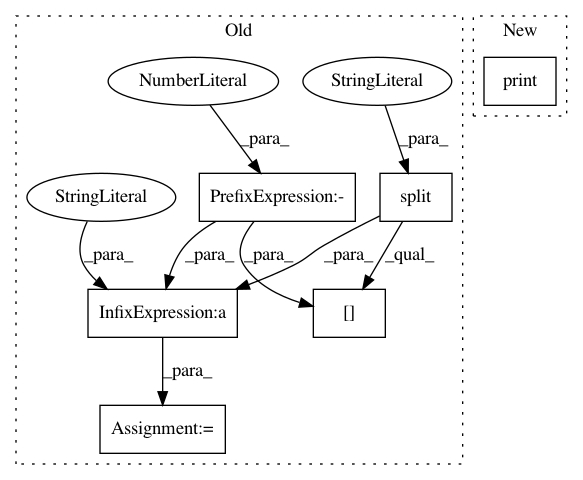 Old
New
NumberLiteral
StringLiteral
print
_para_
_para_
StringLiteral
PrefixExpression:-
split
_para_
_para_
_para_
_para_
_qual_
InfixExpression:a
[]
_para_
Assignment:=